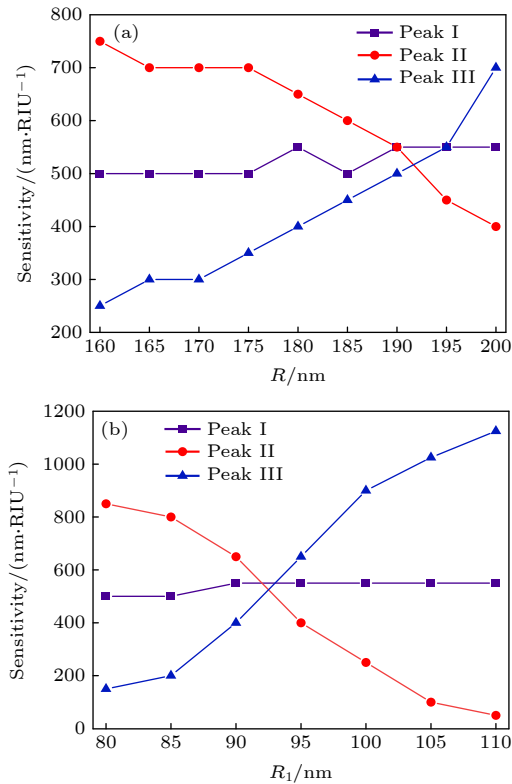 (a)
Peak I
Peak II
Peak III
Sensitivity/(nm·RIU⁻¹)
800
700
600
500
400
300
200
160 165 170 175 180 185 190 195 200
R/nm
(b)
Peak I
Peak II
Peak III
Sensitivity/(nm·RIU⁻¹)
1200
1000
800
600
400
200
0
80 85 90 95 100 105 110
R₁/nm